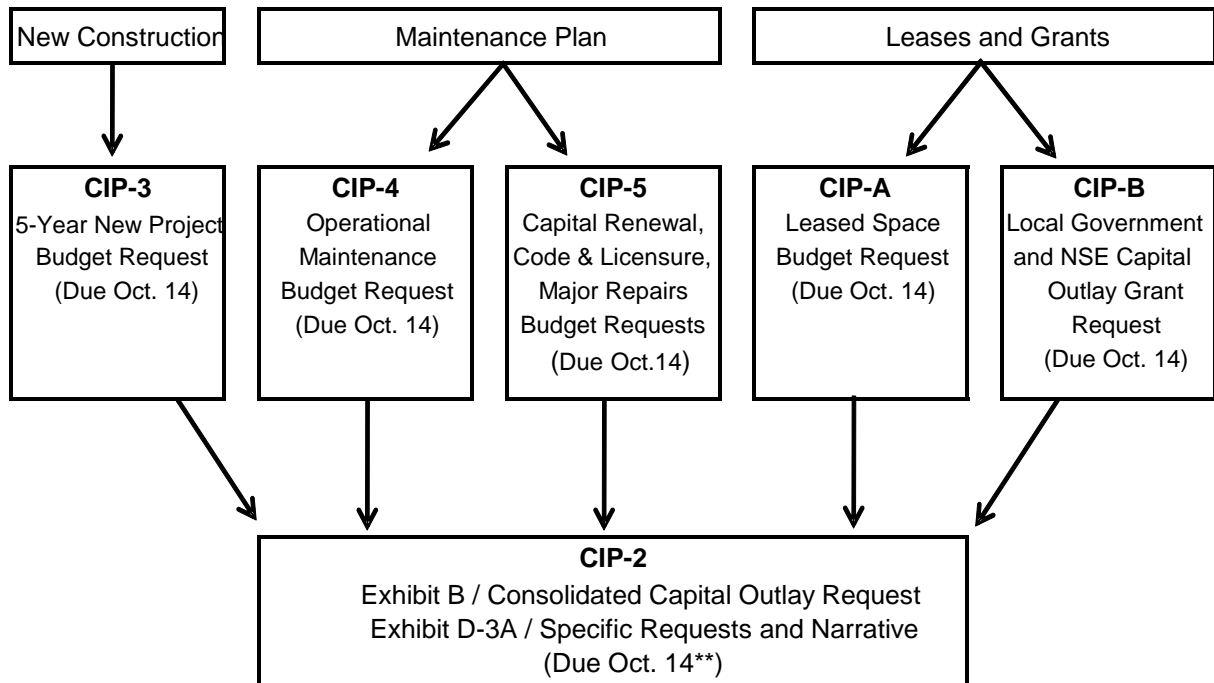 New Construction
Maintenance Plan
Leases and Grants
CIP-3
5-Year New Project
Budget Request
(Due Oct. 14)
CIP-4
Operational
Maintenance
Budget Request
(Due Oct. 14)
CIP-5
Capital Renewal,
Code & Licensure,
Major Repairs
Budget Requests
(Due Oct.14)
CIP-A
Leased Space
Budget Request
(Due Oct. 14)
CIP-B
Local Government
and NSE Capital
Outlay Grant
Request
(Due Oct. 14)
CIP-2
Exhibit B / Consolidated Capital Outlay Request
Exhibit D-3A / Specific Requests and Narrative
(Due Oct. 14**)